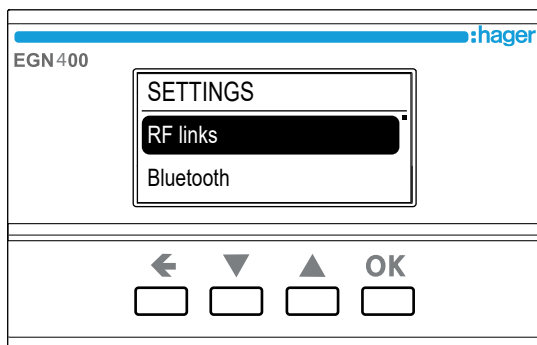 :hager
EGN400
SETTINGS
RF links
Bluetooth
OK